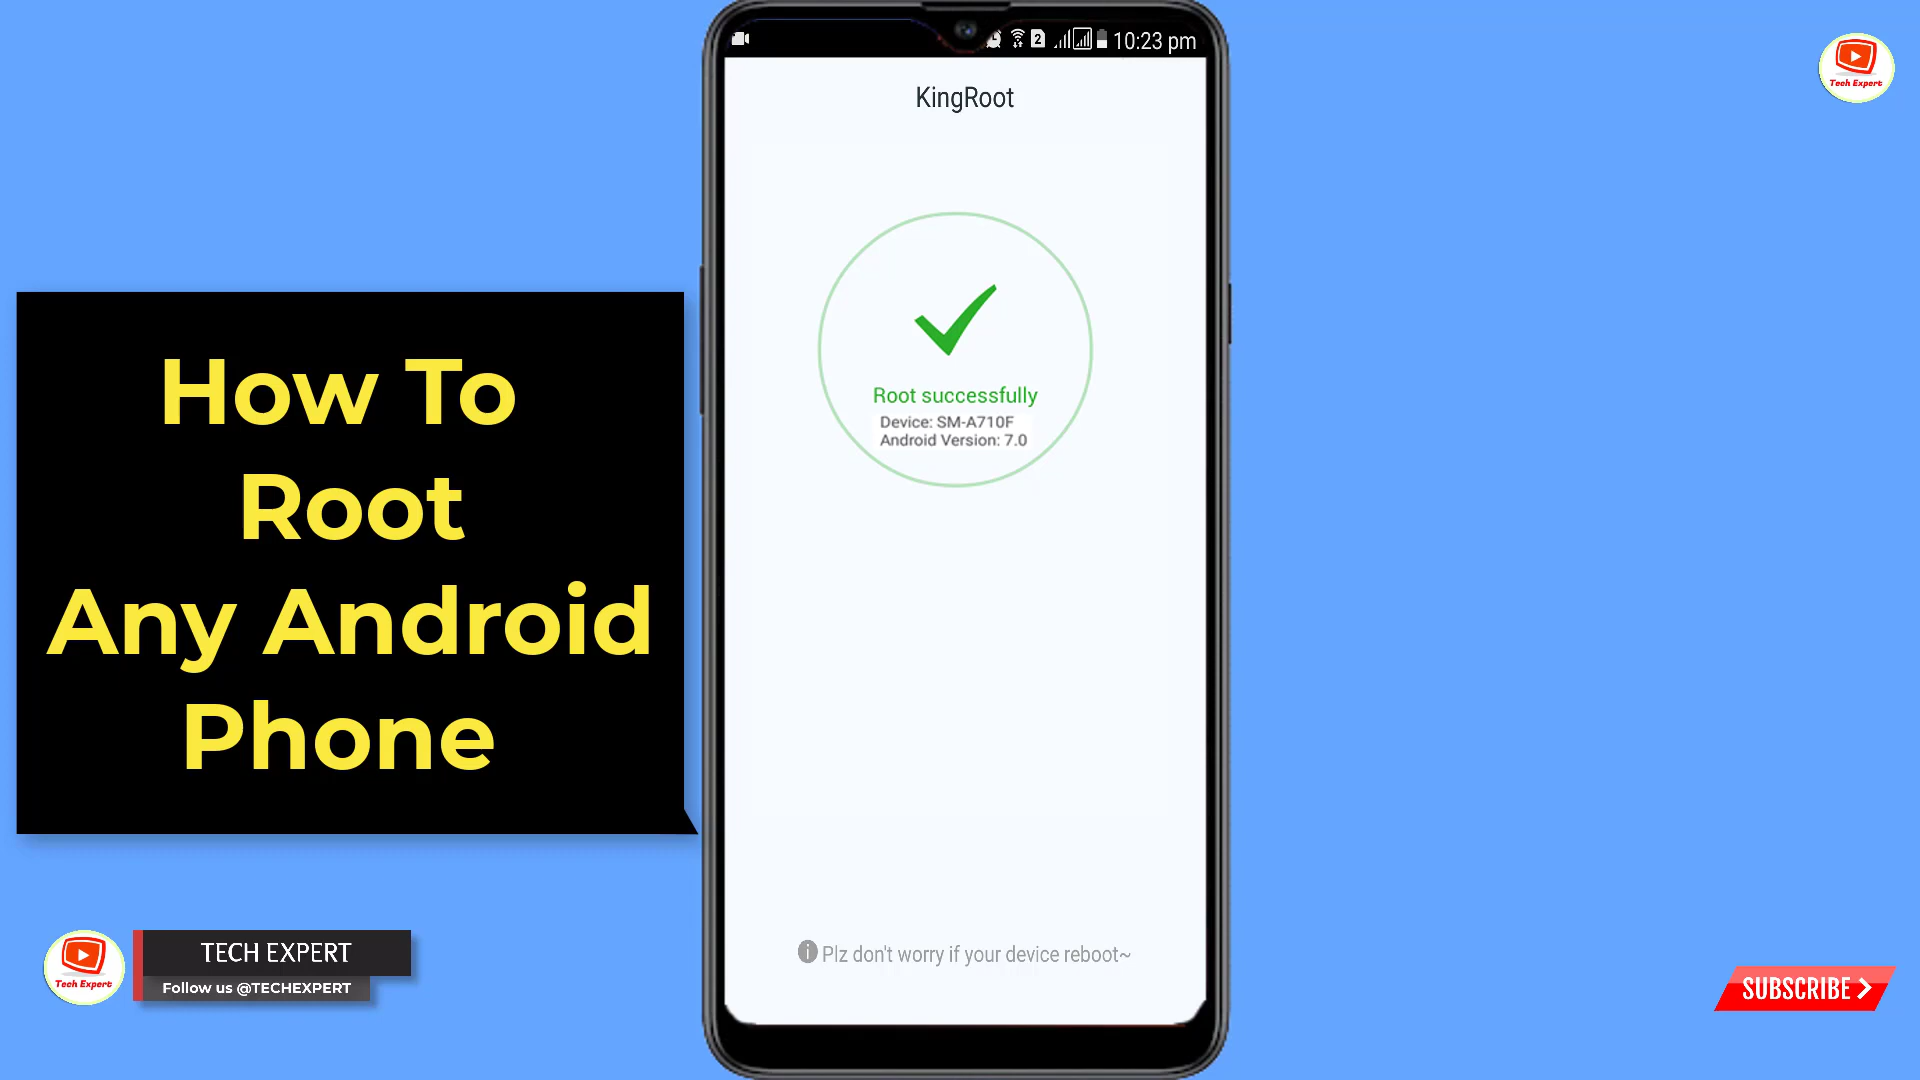 10:23 pm
2
KingRoot
Tech Expert
Root successfully
Device: SM-A710F
Android Version: 7.0
How To
Root
Any Android
Phone
Plz don't worry if your device reboot~
Tech Expert
TECH EXPERT
Follow us @TECHEXPERT
SUBSCRIBE